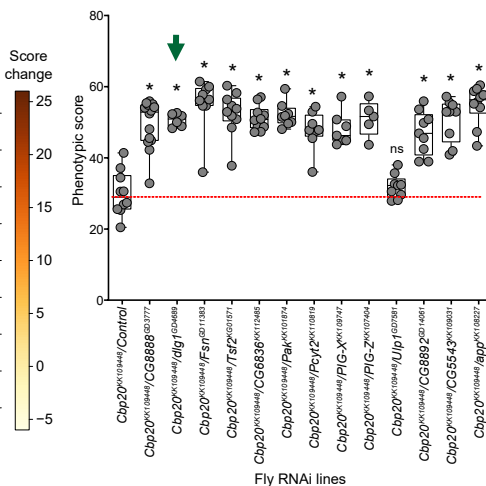 Score
change
25
20
15
10
5
0
−5
Phenotypic score
80
60
40
20
0
* * * * * * * * * ns * * *
Cbp20KK109448/Control
Cbp20KK109448/CG8888GD3777
Cbp20KK109448/dlg1GD4689
Cbp20KK109448/FsnGD11383
Cbp20KK109448/Tsf2KG01571
Cbp20KK109448/CG6836KK112485
Cbp20KK109448/PakKK101874
Cbp20KK109448/Pcyt2KK110819
Cbp20KK109448/PIG-XKK109747
Cbp20KK109448/PIG-ZKK107404
Cbp20KK109448/Ulp1GD7581
Cbp20KK109448/CG8892GD14061
Cbp20KK109448/CG5543KK109031
Cbp20KK109448/appKK108227
Fly RNAi lines